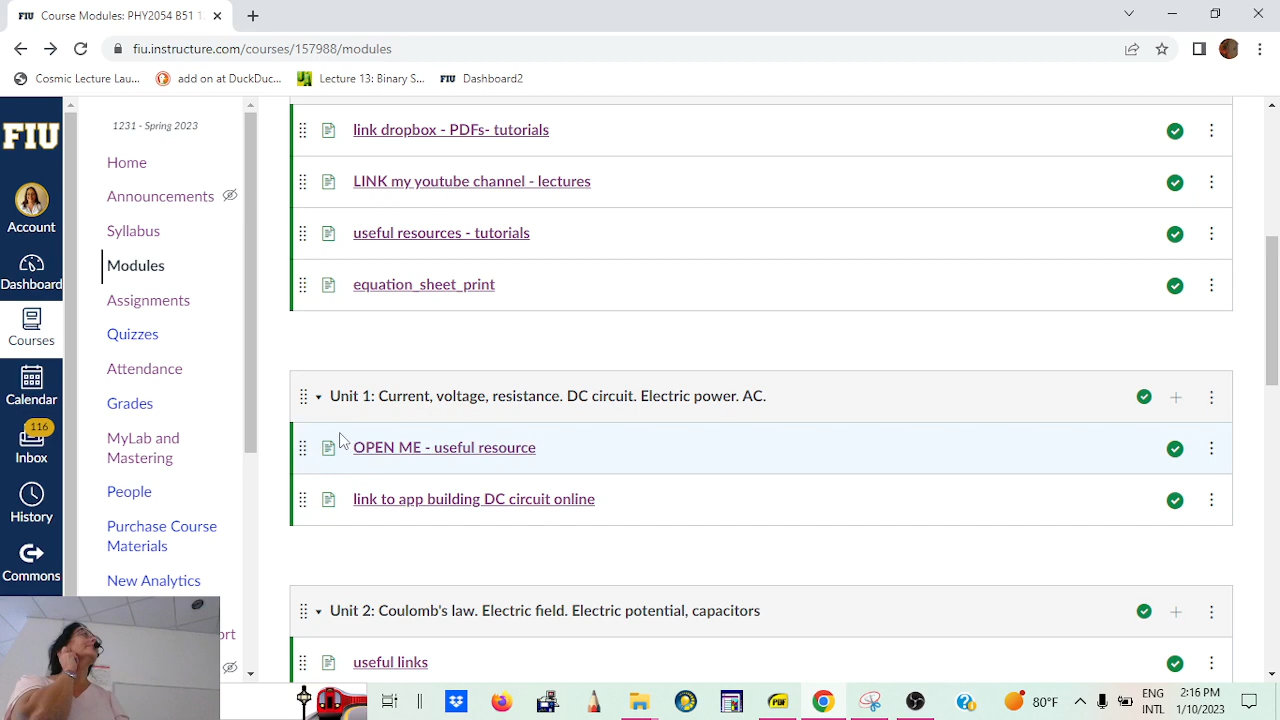 FIU Course Modules: PHY2054 B51 1
fiu.instructure.com/courses/157988/modules
Cosmic Lecture Lau...
add on at DuckDuc...
Lecture 13: Binary S...
FIU Dashboard2
FIU
Account
Dashboard
Courses
Calendar
116
Inbox
History
Commons
1231 - Spring 2023
Home
Announcements
Syllabus
Modules
Assignments
Quizzes
Attendance
Grades
MyLab and
Mastering
People
Purchase Course
Materials
New Analytics
ort
link dropbox - PDFs- tutorials
LINK my youtube channel - lectures
useful resources - tutorials
equation_sheet_print
Unit 1: Current, voltage, resistance. DC circuit. Electric power. AC.
OPEN ME - useful resource
link to app building DC circuit online
Unit 2: Coulomb's law. Electric field. Electric potential, capacitors
useful links
PDF
80°F
ENG
INTL
2:16 PM
1/10/2023